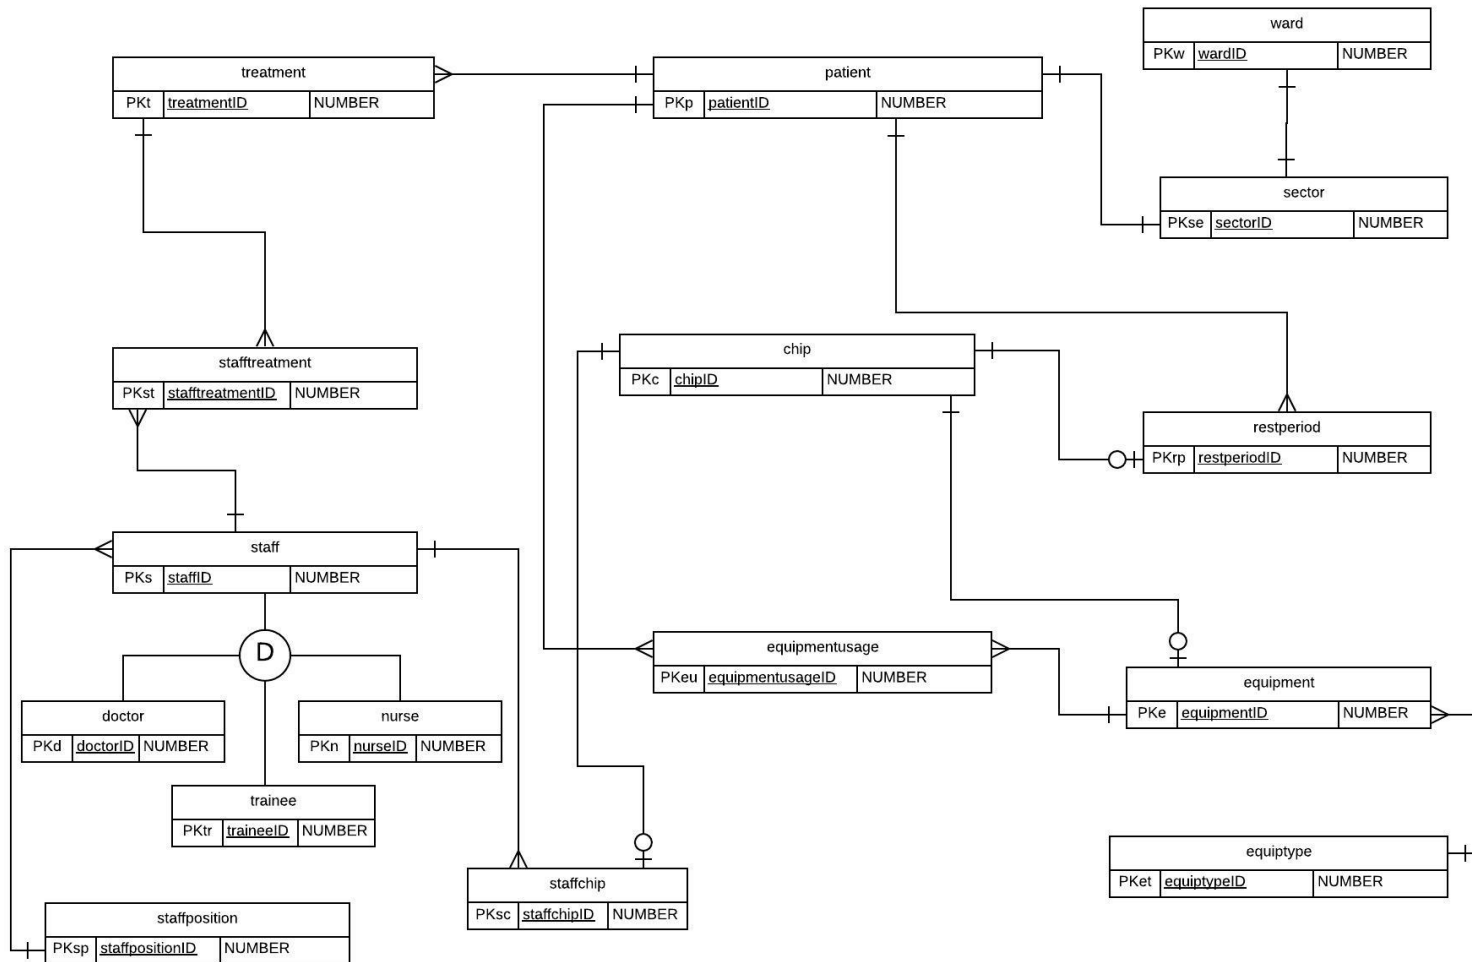 ward
PKw wardID NUMBER
treatment
PKt treatmentID NUMBER
patient
PKp patientID NUMBER
sector
PKse sectorID NUMBER
chip
PKc chipID NUMBER
stafftreatment
PKst stafftreatmentID NUMBER
restperiod
PKrp restperiodID NUMBER
staff
PKs staffID NUMBER
D
equipmentusage
PKeu equipmentusageID NUMBER
equipment
PKe equipmentID NUMBER
doctor
PKd doctorID NUMBER
nurse
PKn nurseID NUMBER
trainee
PKtr traineeID NUMBER
equiptype
PKet equiptypeID NUMBER
staffchip
PKsc staffchipID NUMBER
staffposition
PKsp staffpositionID NUMBER